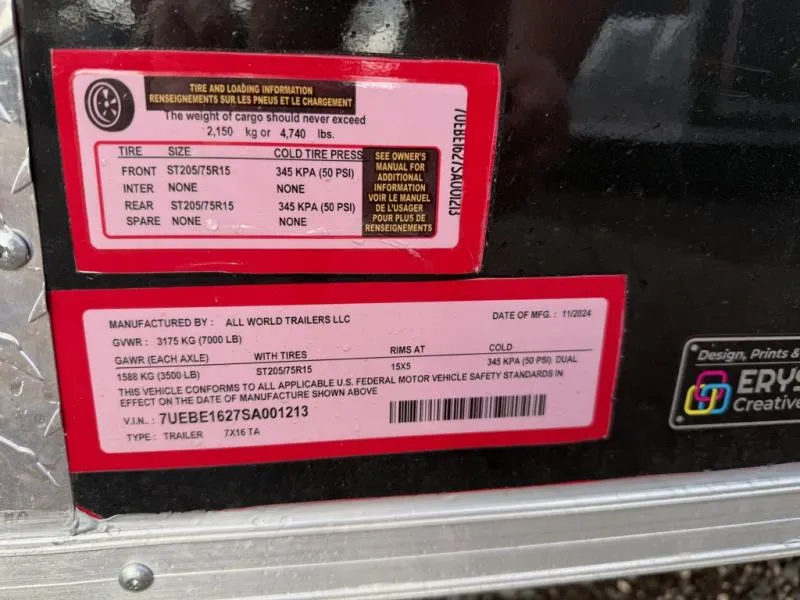 TIRE AND LOADING INFORMATION
RENSEIGNEMENTS SUR LES PNEUS ET LE CHARGEMENT
The weight of cargo should never exceed
2,150 kg or 4,740 lbs.
TIRE SIZE COLD TIRE PRESS
FRONT ST205/75R15 345 KPA (50 PSI)
INTER NONE NONE
REAR ST205/75R15 345 KPA (50 PSI)
SPARE NONE NONE
SEE OWNER'S
MANUAL FOR
ADDITIONAL
INFORMATION
VOIR LE MANUEL
DE L'USAGER
POUR PLUS DE
RENSEIGNEMENTS
7UEBE1627SA001213
MANUFACTURED BY : ALL WORLD TRAILERS LLC DATE OF MFG. : 11/2024
GVWR : 3175 KG (7000 LB)
GAWR (EACH AXLE) WITH TIRES RIMS AT COLD
1588 KG (3500-LB) ST205/75R15 15X5 345 KPA (50 PSI) DUAL
THIS VEHICLE CONFORMS TO ALL APPLICABLE U.S. FEDERAL MOTOR VEHICLE SAFETY STANDARDS IN
EFFECT ON THE DATE OF MANUFACTURE SHOWN ABOVE
V.I.N.: 7UEBE1627SA001213
TYPE : TRAILER 7X16 TA
Design, Prints &
ERYS
Creative